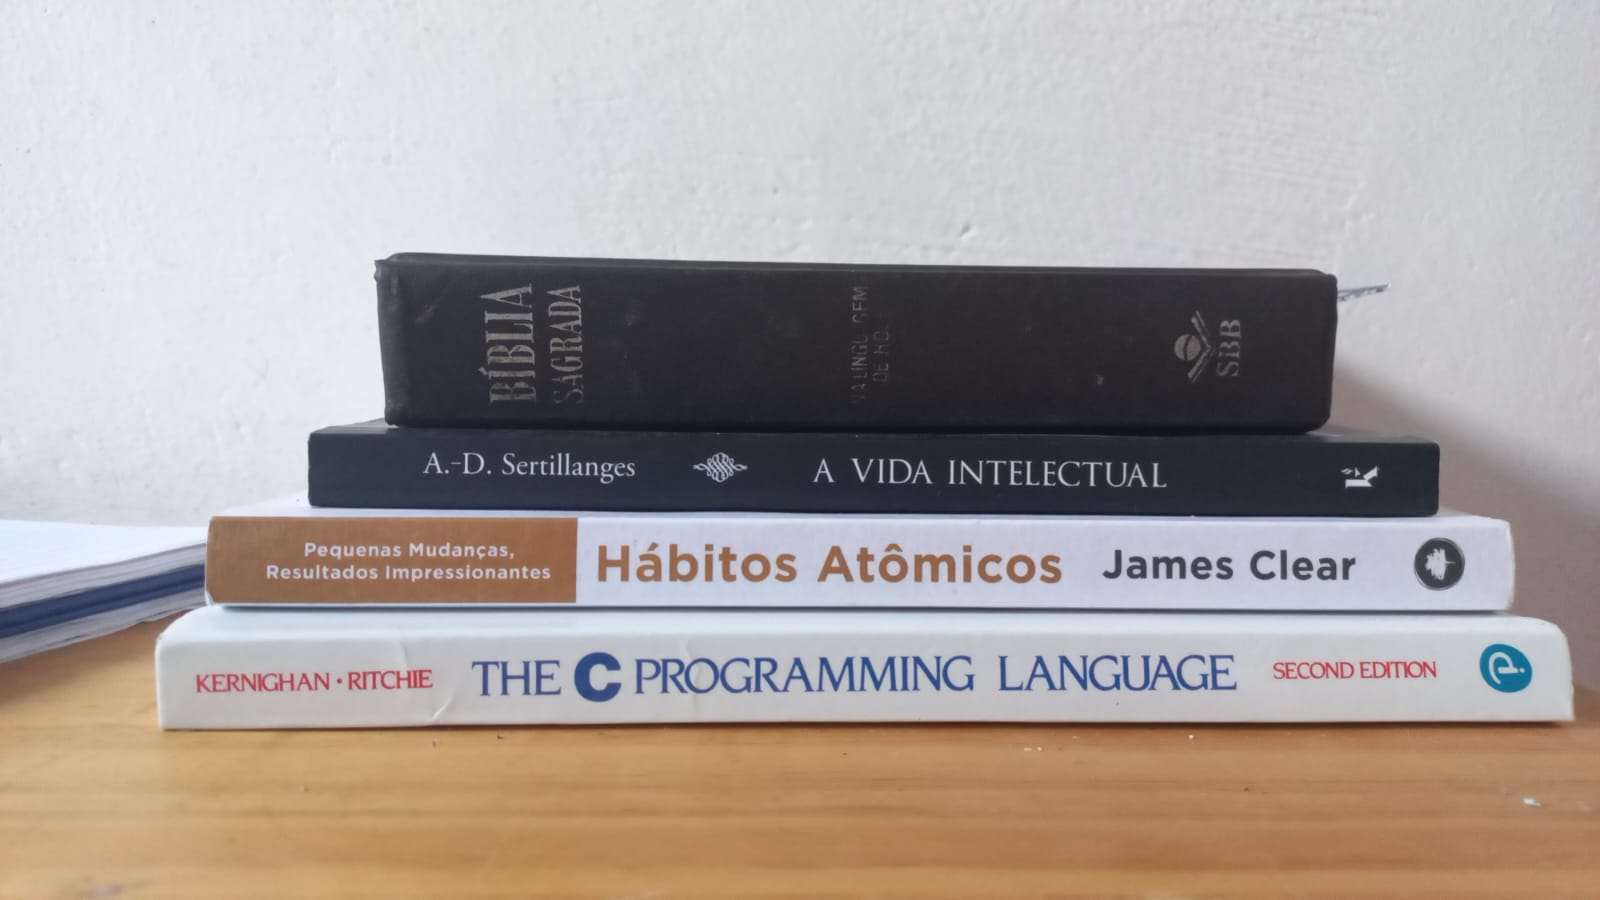 BÍBLIA
SAGRADA
DE
SBB
A.-D. Sertillanges A VIDA INTELECTUAL
Pequenas Mudanças,
Resultados Impressionantes
Hábitos Atômicos James Clear
KERNIGHAN • RITCHIE THE C PROGRAMMING LANGUAGE SECOND EDITION